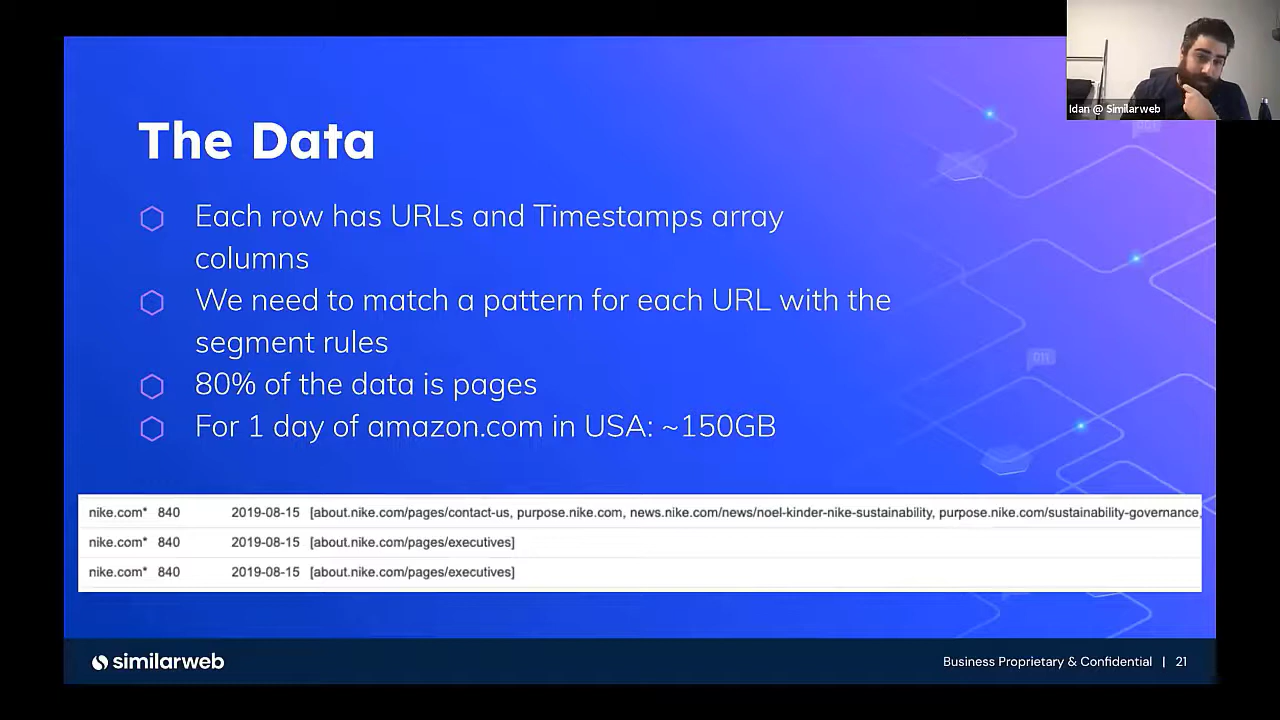 Idan @ Similarweb
The Data
Each row has URLs and Timestamps array
columns
We need to match a pattern for each URL with the
segment rules
80% of the data is pages
For 1 day of amazon.com in USA: ~150GB
011
nike.com* 840 2019-08-15 [about.nike.com/pages/contact-us, purpose.nike.com, news.nike.com/news/noel-kinder-nike-sustainability, purpose.nike.com/sustainability-governance,
nike.com* 840 2019-08-15 [about.nike.com/pages/executives]
nike.com* 840 2019-08-15 [about.nike.com/pages/executives]
similarweb
Business Proprietary & Confidential | 21